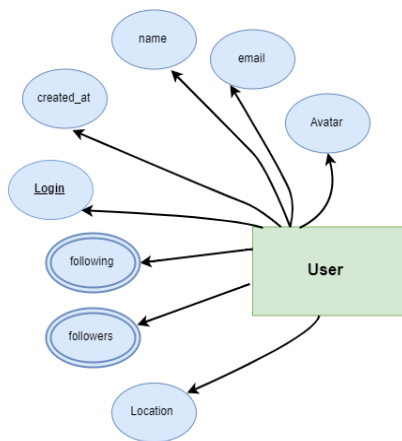 name
email
created_at
Avatar
Login
following
User
followers
Location